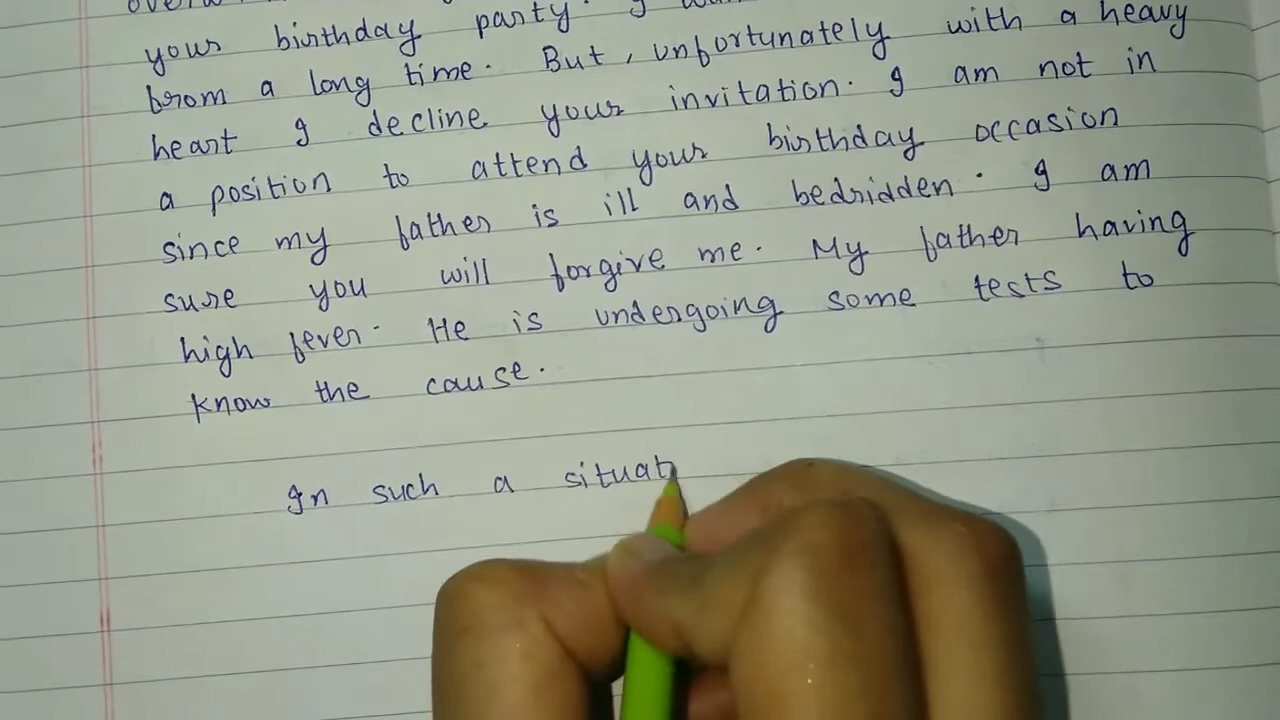 your birthday party.
from a long time. But, unfortunately with a heavy
heart I decline your invitation. I am not in
a position to attend your birthday occasion
since my father is ill and bedridden. I am
sure you will forgive me. My father having
high fever. He is undergoing some tests to
know the cause.
In such a situat